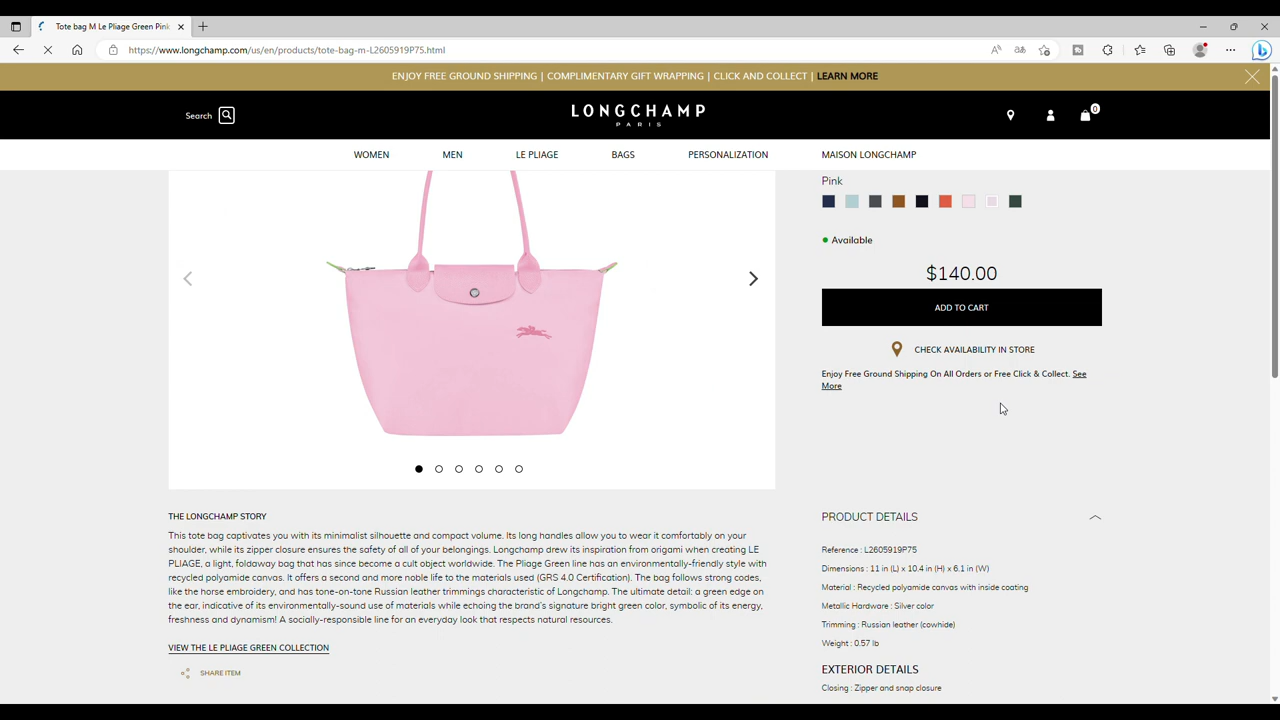 Tote bag M Le Pliage Green Pink
https://www.longchamp.com/us/en/products/tote-bag-m-L2605919P75.html
ENJOY FREE GROUND SHIPPING | COMPLIMENTARY GIFT WRAPPING | CLICK AND COLLECT | LEARN MORE
Search
LONGCHAMP
PARIS
0
WOMEN MEN LE PLIAGE BAGS PERSONALIZATION MAISON LONGCHAMP
Pink
Available
$140.00
ADD TO CART
CHECK AVAILABILITY IN STORE
Enjoy Free Ground Shipping On All Orders or Free Click & Collect. See
More
THE LONGCHAMP STORY
This tote bag captivates you with its minimalist silhouette and compact volume. Its long handles allow you to wear it comfortably on your
shoulder, while its zipper closure ensures the safety of all of your belongings. Longchamp drew its inspiration from origami when creating LE
PLIAGE, a light, foldaway bag that has since become a cult object worldwide. The Pliage Green line has an environmentally-friendly style with
recycled polyamide canvas. It offers a second and more noble life to the materials used (GRS 4.0 Certification). The bag follows strong codes,
like the horse embroidery, and has tone-on-tone Russian leather trimmings characteristic of Longchamp. The ultimate detail: a green edge on
the ear, indicative of its environmentally-sound use of materials while echoing the brand's signature bright green color, symbolic of its energy,
freshness and dynamism! A socially-responsible line for an everyday look that respects natural resources.
VIEW THE LE PLIAGE GREEN COLLECTION
SHARE ITEM
PRODUCT DETAILS
Reference : L2605919P75
Dimensions : 11 in (L) x 10.4 in (H) x 6.1 in (W)
Material : Recycled polyamide canvas with inside coating
Metallic Hardware : Silver color
Trimming : Russian leather (cowhide)
Weight : 0.57 lb
EXTERIOR DETAILS
Closing : Zipper and snap closure